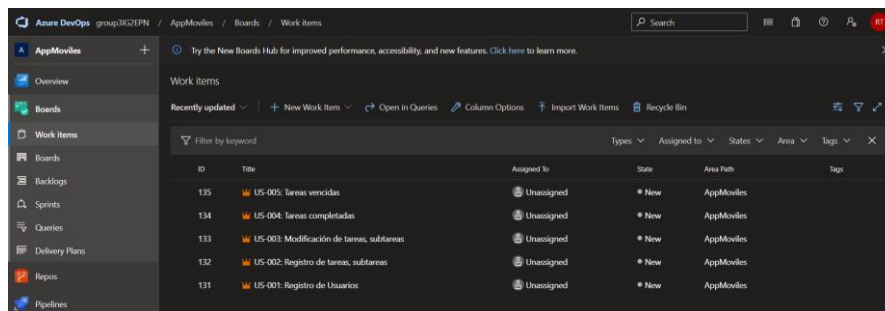 Azure DevOps group3IG2EPN / AppMoviles / Boards / Work items Search RT
A AppMoviles +
Try the New Boards Hub for improved performance, accessibility, and new features. Click here to learn more.
Overview
Work items
Boards
Recently updated + New Work Item Open in Queries Column Options Import Work Items Recycle Bin
Work items
Filter by keyword Types Assigned to States Area Tags
Boards
ID Title Assigned To State Area Path Tags
Backlogs
135 US-005: Tareas vencidas Unassigned New AppMoviles
Sprints
134 US-004: Tareas completadas Unassigned New AppMoviles
Queries
133 US-003: Modificación de tareas, subtareas Unassigned New AppMoviles
Delivery Plans
132 US-002: Registro de tareas, subtareas Unassigned New AppMoviles
Repos
131 US-001: Registro de Usuarios Unassigned New AppMoviles
Pipelines